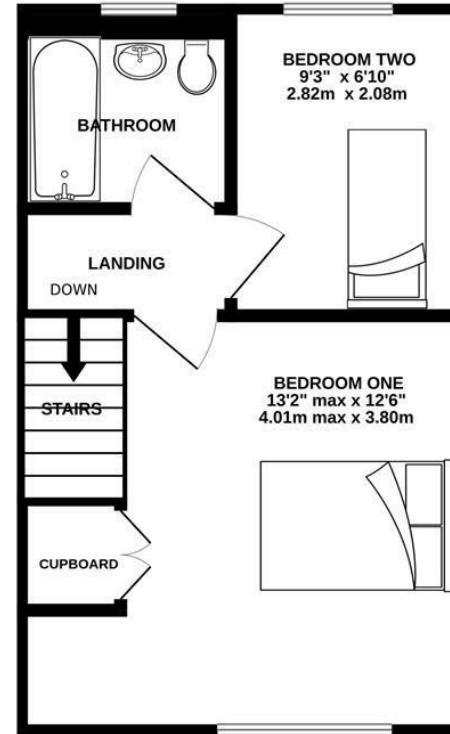 BEDROOM TWO
9'3" x 6'10"
2.82m x 2.08m
BATHROOM
LANDING
DOWN
STAIRS
BEDROOM ONE
13'2" max x 12'6"
4.01m max x 3.80m
CUPBOARD